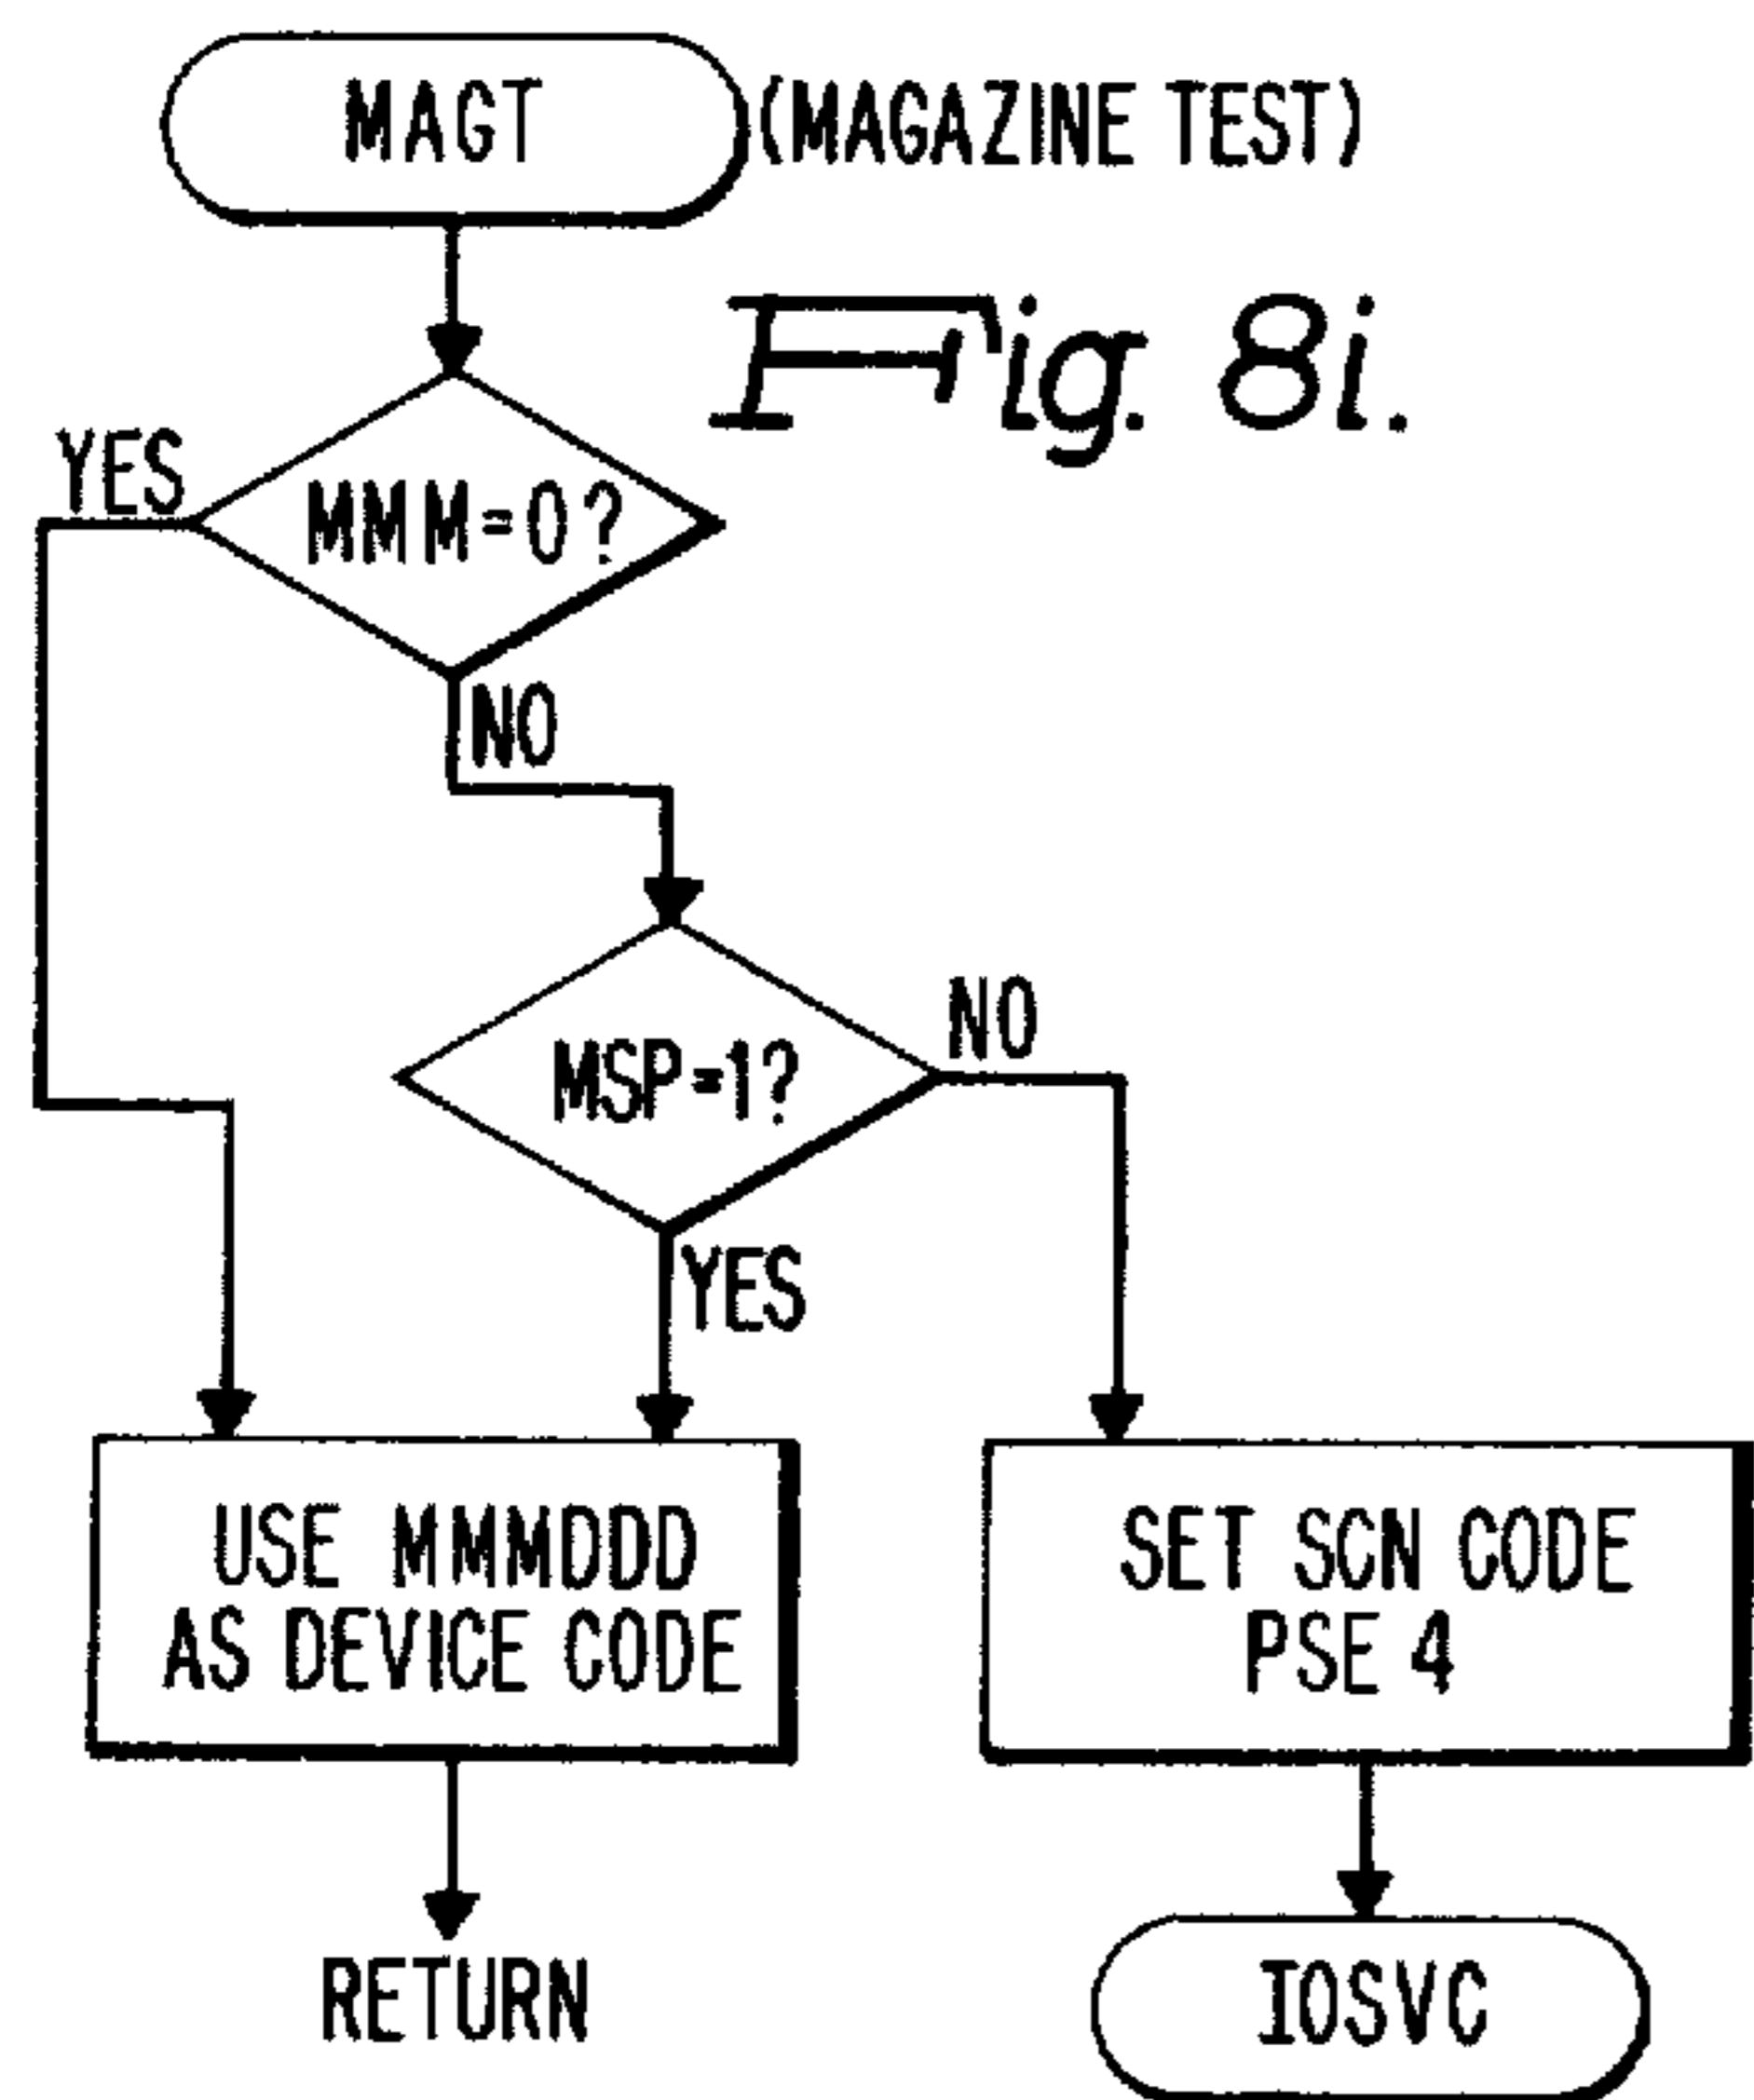 MAGT (MAGAZINE TEST)
Fig. 8i.
YES
MMM=0?
NO
NO
MSP=1?
YES
USE MMMDDD
AS DEVICE CODE
SET SCN CODE
PSE 4
RETURN
IOSVC